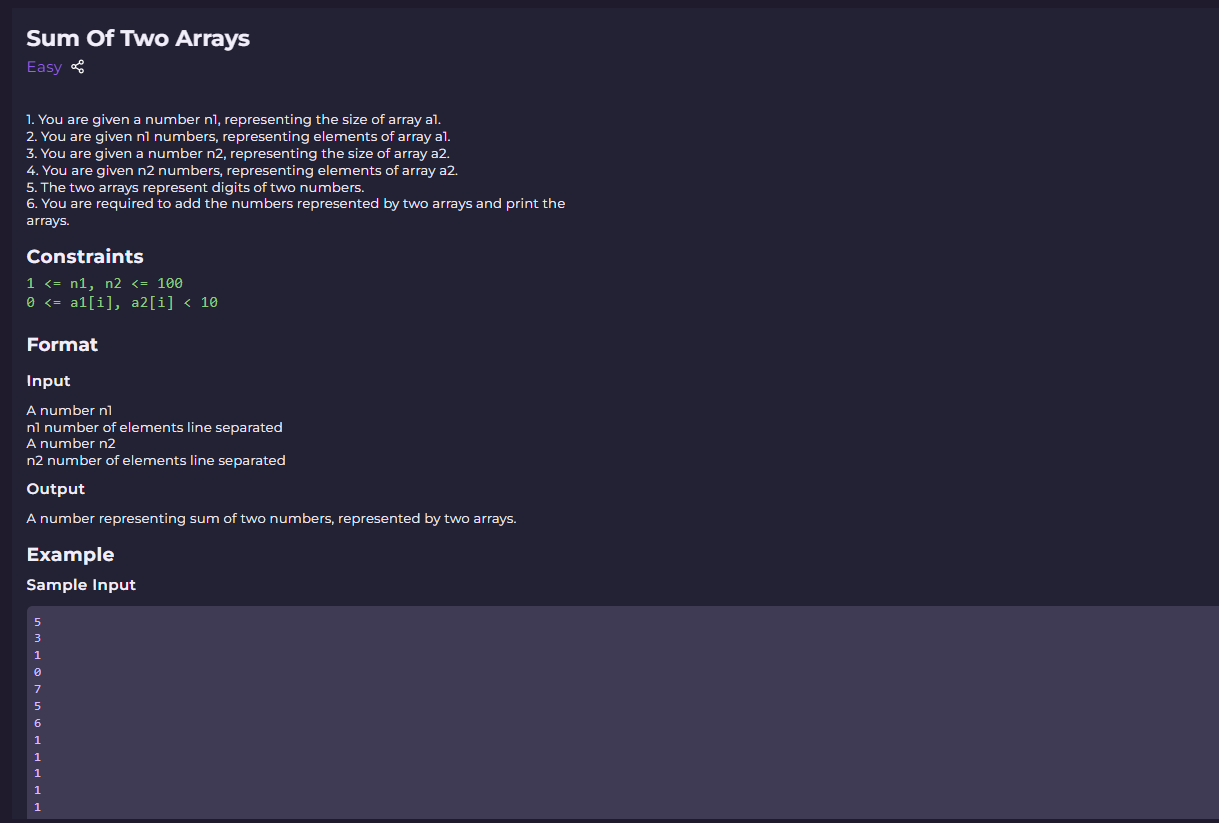 Sum Of Two Arrays
Easy
1. You are given a number n1, representing the size of array a1.
2. You are given n1 numbers, representing elements of array a1.
3. You are given a number n2, representing the size of array a2.
4. You are given n2 numbers, representing elements of array a2.
5. The two arrays represent digits of two numbers.
6. You are required to add the numbers represented by two arrays and print the
arrays.
Constraints
1 <= n1, n2 <= 100
0 <= a1[i], a2[i] < 10
Format
Input
A number n1
n1 number of elements line separated
A number n2
n2 number of elements line separated
Output
A number representing sum of two numbers, represented by two arrays.
Example
Sample Input
5
3
1
0
7
5
6
1
1
1
1
1